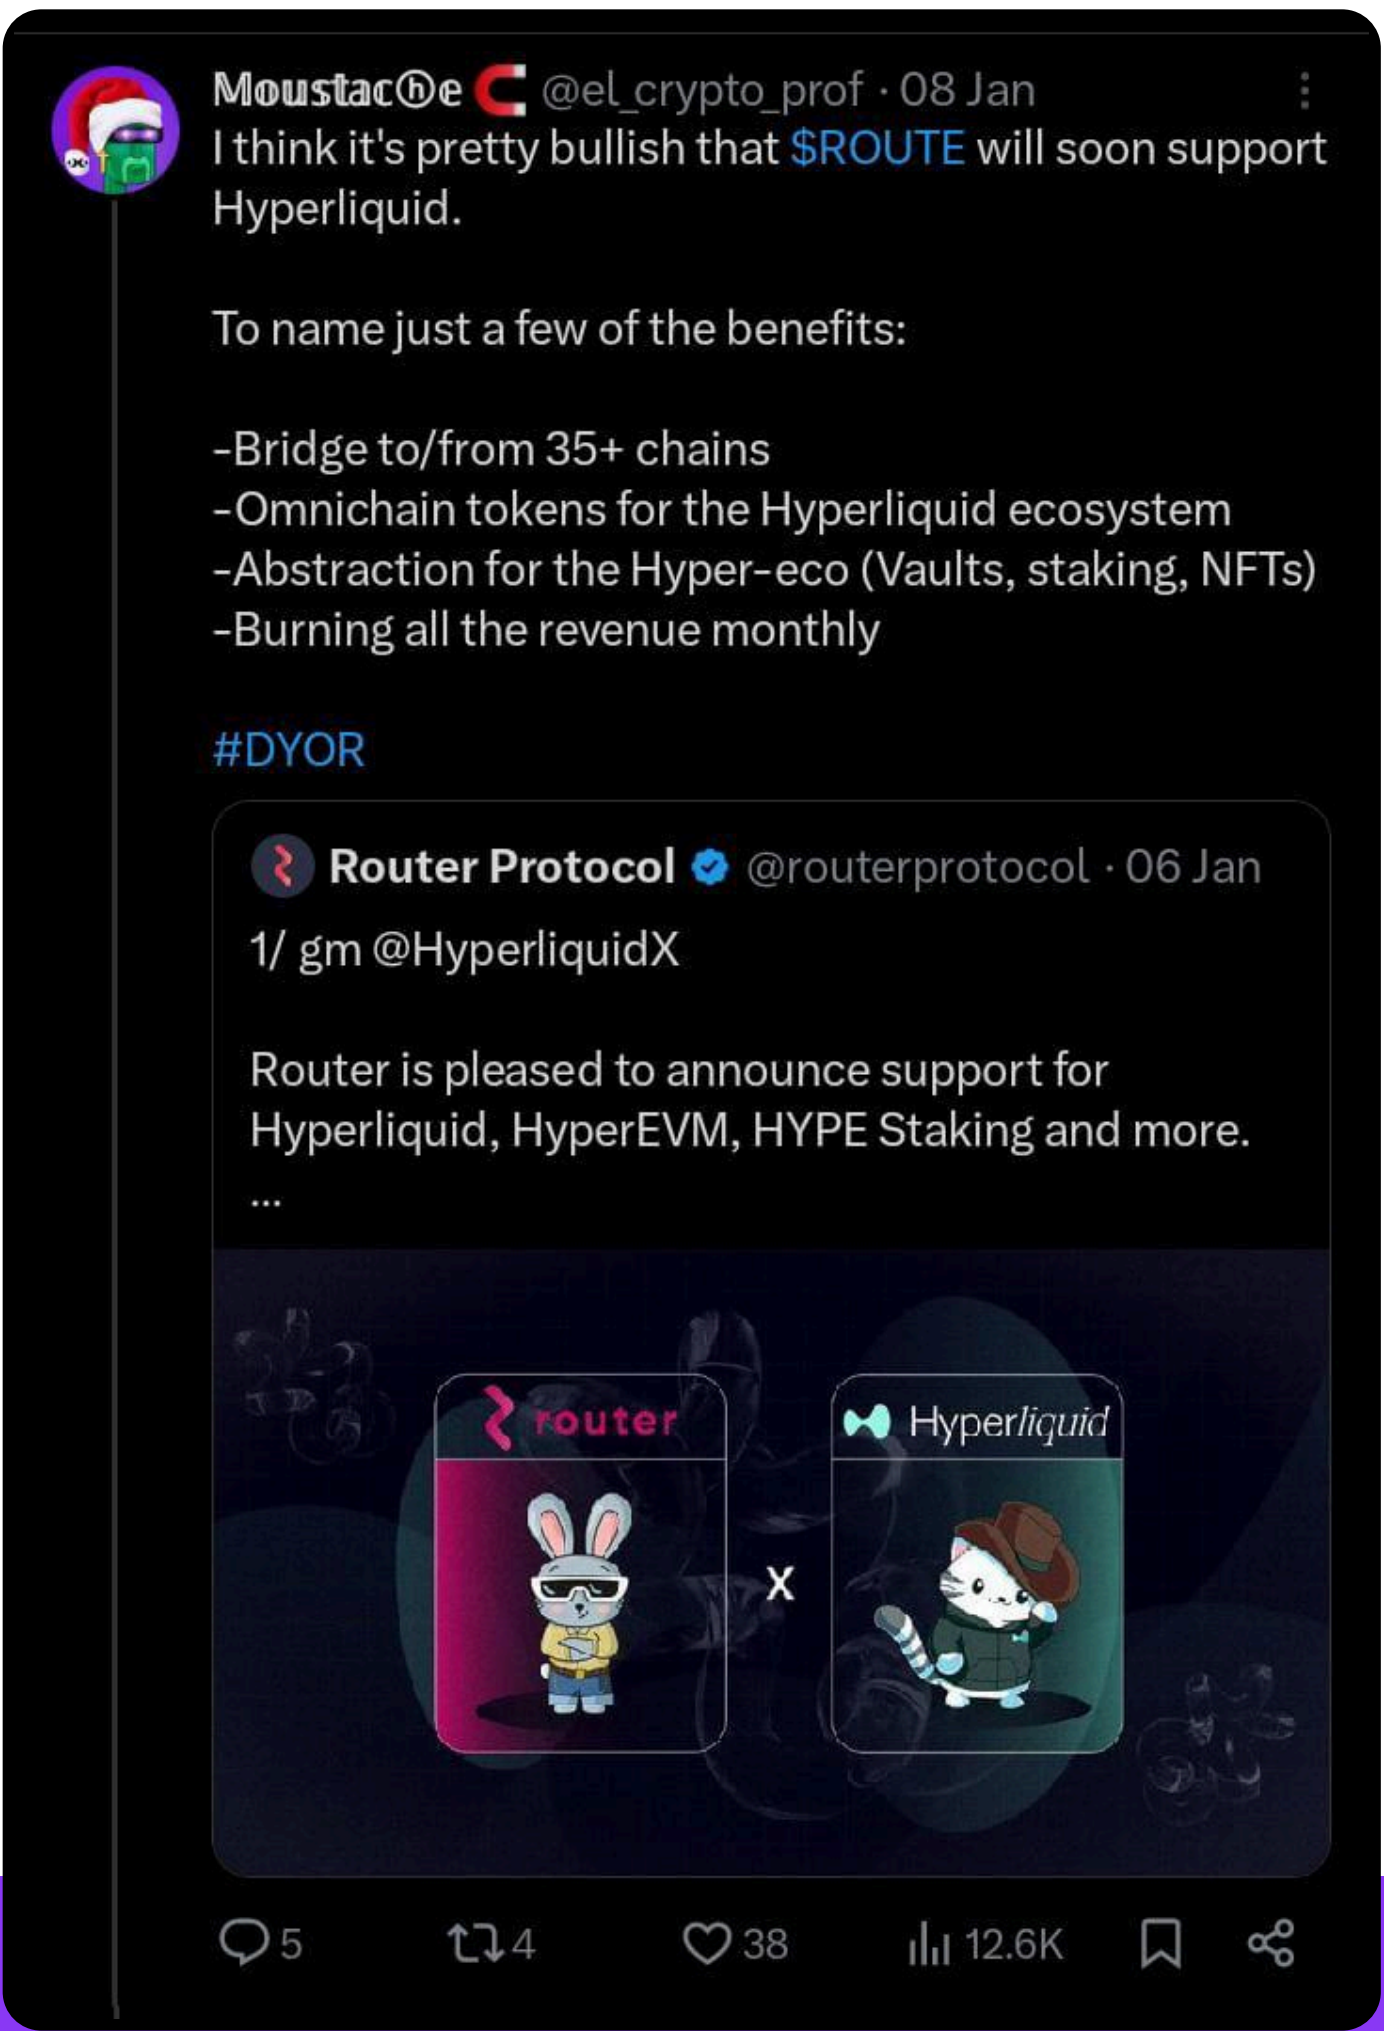 Moustacⓗe 🧲 @el_crypto_prof · 08 Jan
I think it's pretty bullish that $ROUTE will soon support
Hyperliquid.
To name just a few of the benefits:
-Bridge to/from 35+ chains
-Omnichain tokens for the Hyperliquid ecosystem
-Abstraction for the Hyper-eco (Vaults, staking, NFTs)
-Burning all the revenue monthly
#DYOR
Router Protocol @routerprotocol · 06 Jan
1/ gm @HyperliquidX
Router is pleased to announce support for
Hyperliquid, HyperEVM, HYPE Staking and more.
...
router
Hyperliquid
X
5 4 38 12.6K